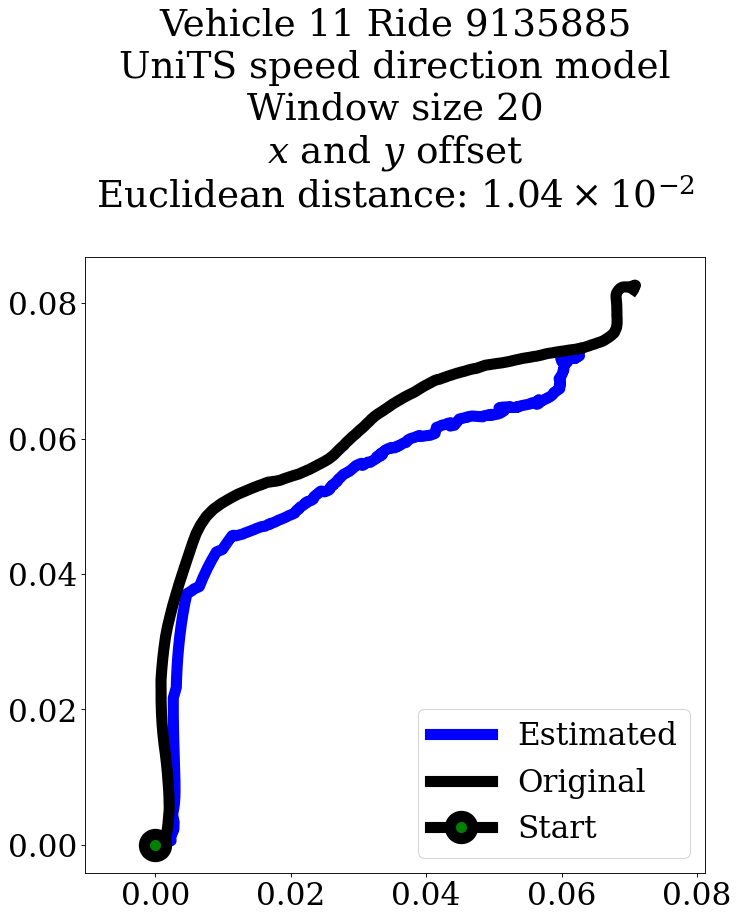 Vehicle 11 Ride 9135885
UniTS speed direction model
Window size 20
x and y offset
Euclidean distance: 1.04 × 10⁻²
0.08
0.06
0.04
0.02
0.00
Estimated
Original
Start
0.00 0.02 0.04 0.06 0.08